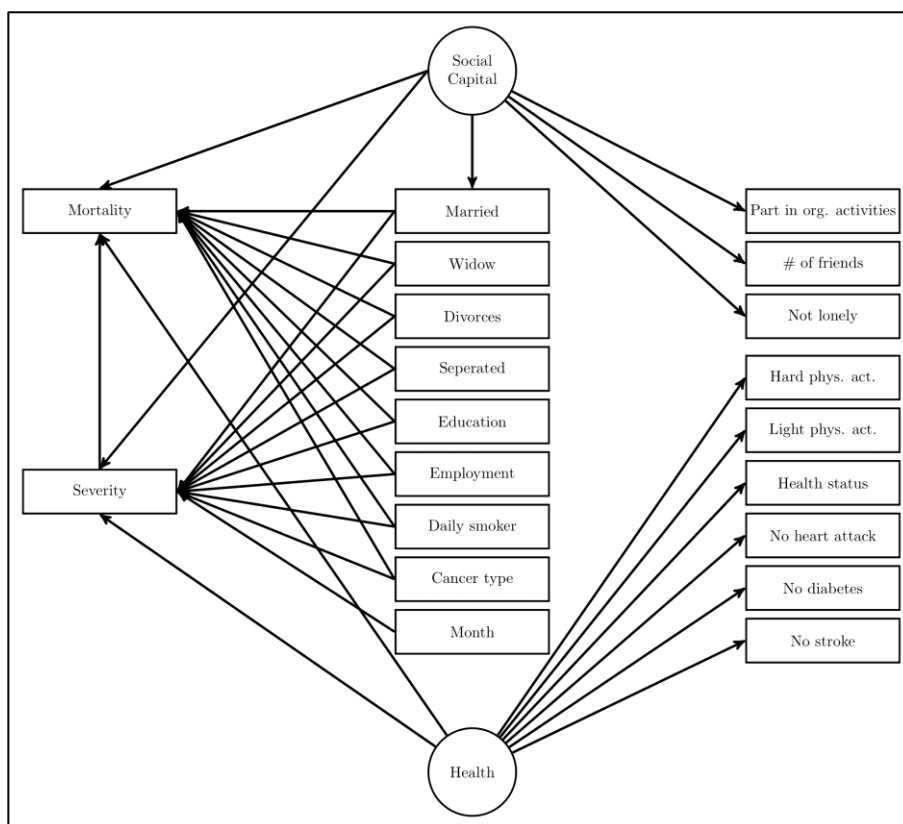 Social
Capital
Mortality
Married
Part in org. activities
Widow
# of friends
Divorces
Not lonely
Seperated
Hard phys. act.
Education
Light phys. act.
Severity
Employment
Health status
Daily smoker
No heart attack
Cancer type
No diabetes
Month
No stroke
Health